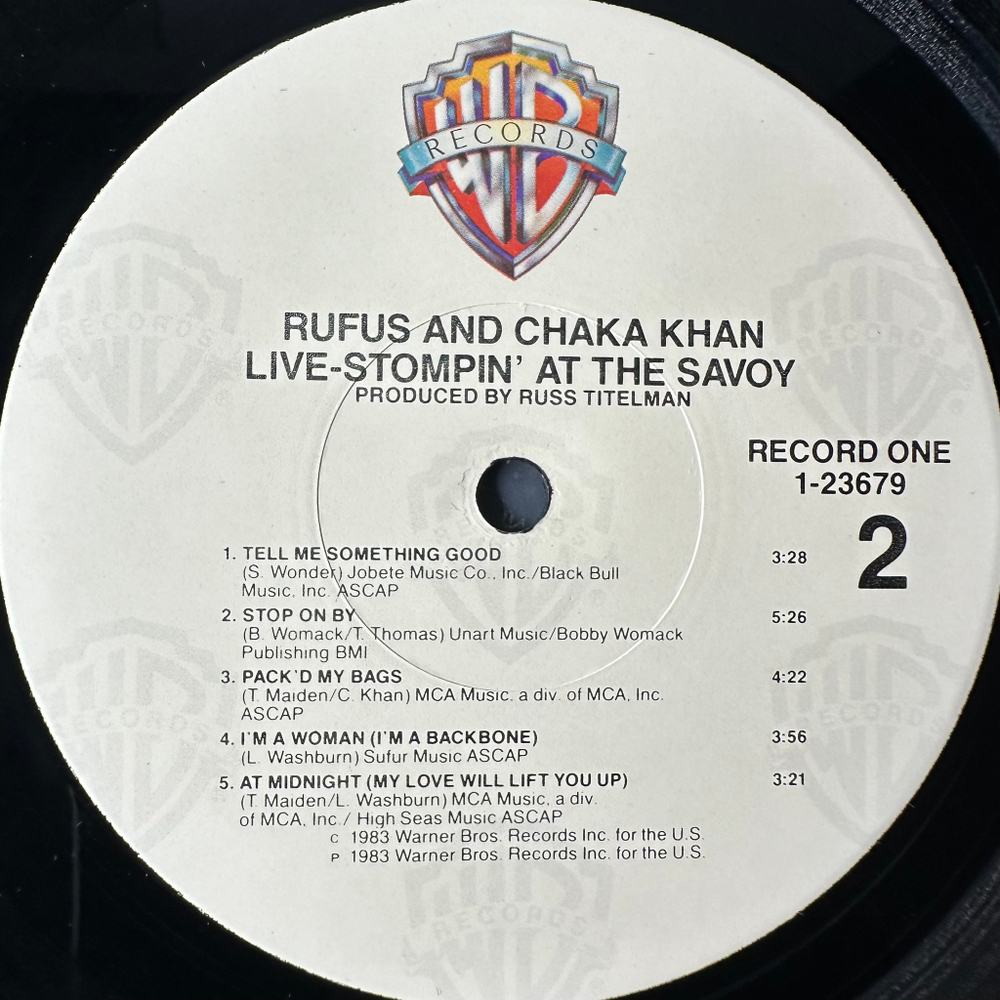 WB
RECORDS
RUFUS AND CHAKA KHAN
LIVE-STOMPIN' AT THE SAVOY
PRODUCED BY RUSS TITELMAN
RECORD ONE
1-23679
2
1. TELL ME SOMETHING GOOD 3:28
(S. Wonder) Jobete Music Co., Inc./Black Bull
Music, Inc. ASCAP
2. STOP ON BY 5:26
(B. Womack/T. Thomas) Unart Music/Bobby Womack
Publishing BMI
3. PACK'D MY BAGS 4:22
(T. Maiden/C. Khan) MCA Music, a div. of MCA, Inc.
ASCAP
4. I'M A WOMAN (I'M A BACKBONE) 3:56
(L. Washburn) Sufur Music ASCAP
5. AT MIDNIGHT (MY LOVE WILL LIFT YOU UP) 3:21
(T. Maiden/L. Washburn) MCA Music, a div.
of MCA, Inc./ High Seas Music ASCAP
C 1983 Warner Bros. Records Inc. for the U.S.
P 1983 Warner Bros. Records Inc. for the U.S.